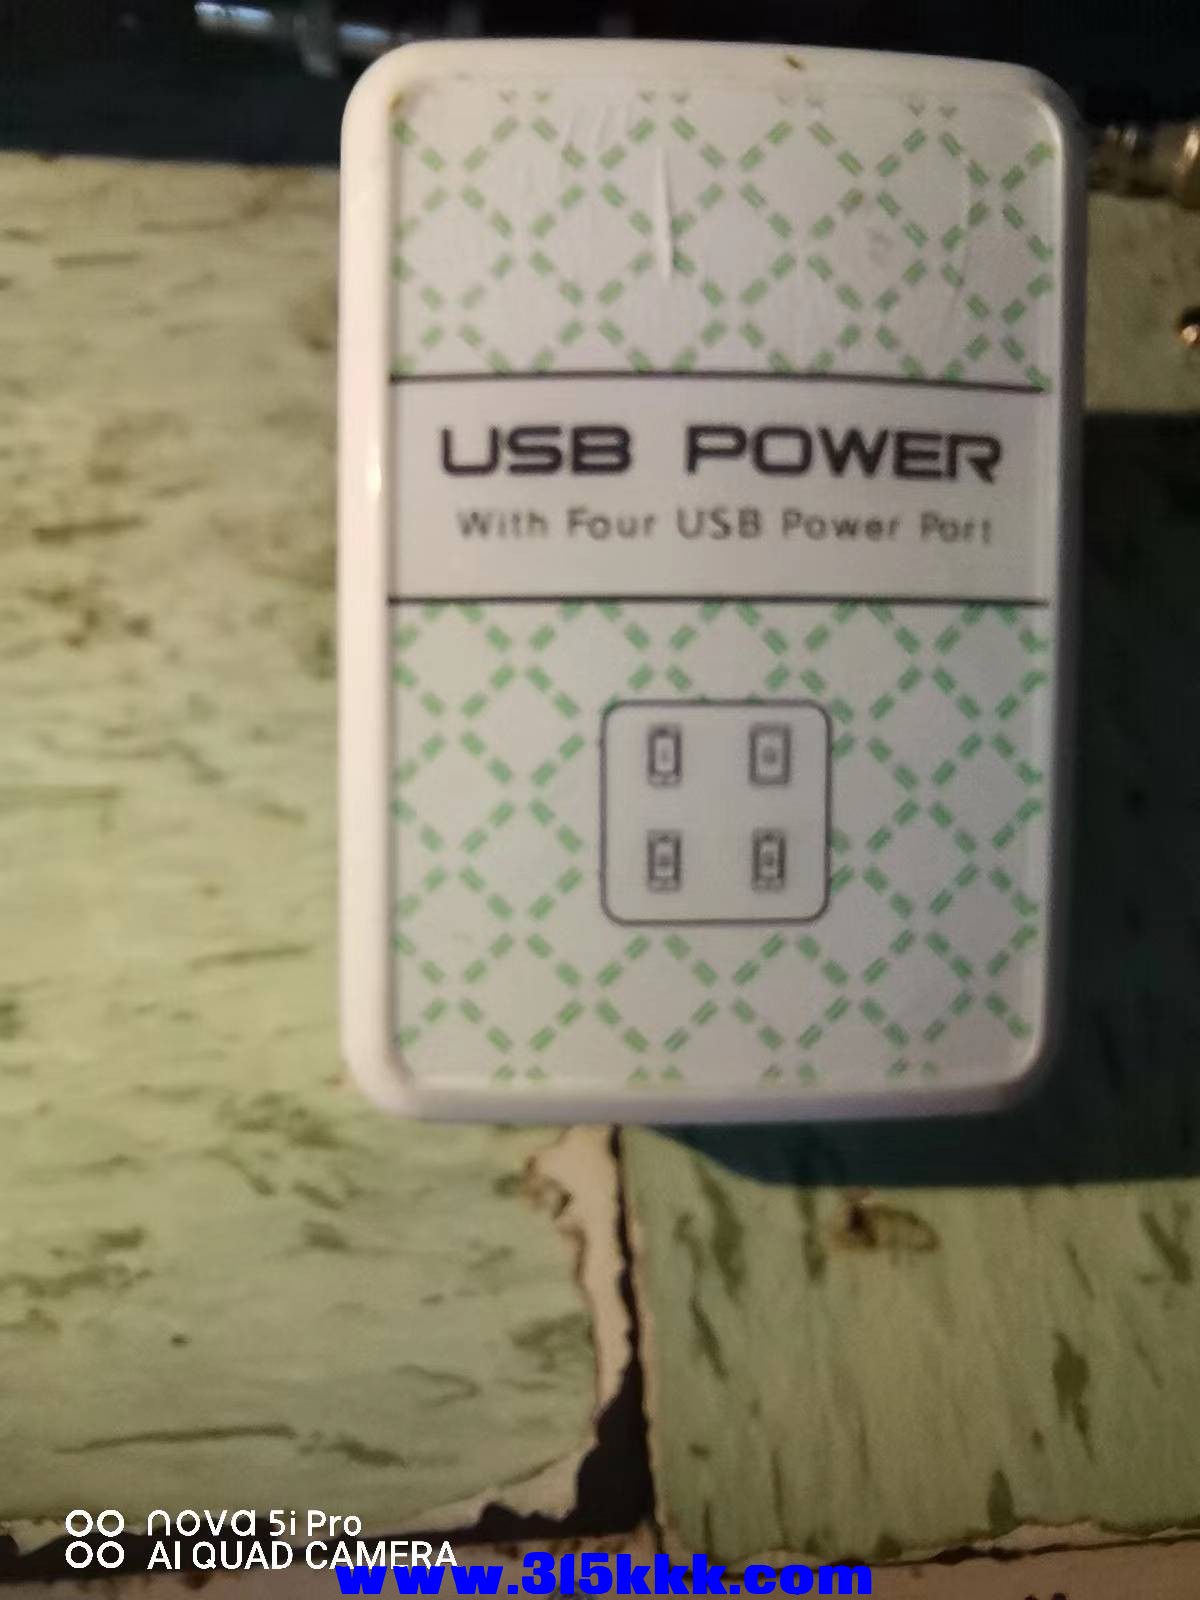 USB POWER
With Four USB Power Port
nova 5i Pro
AI QUAD CAMERA
www.315kkk.com